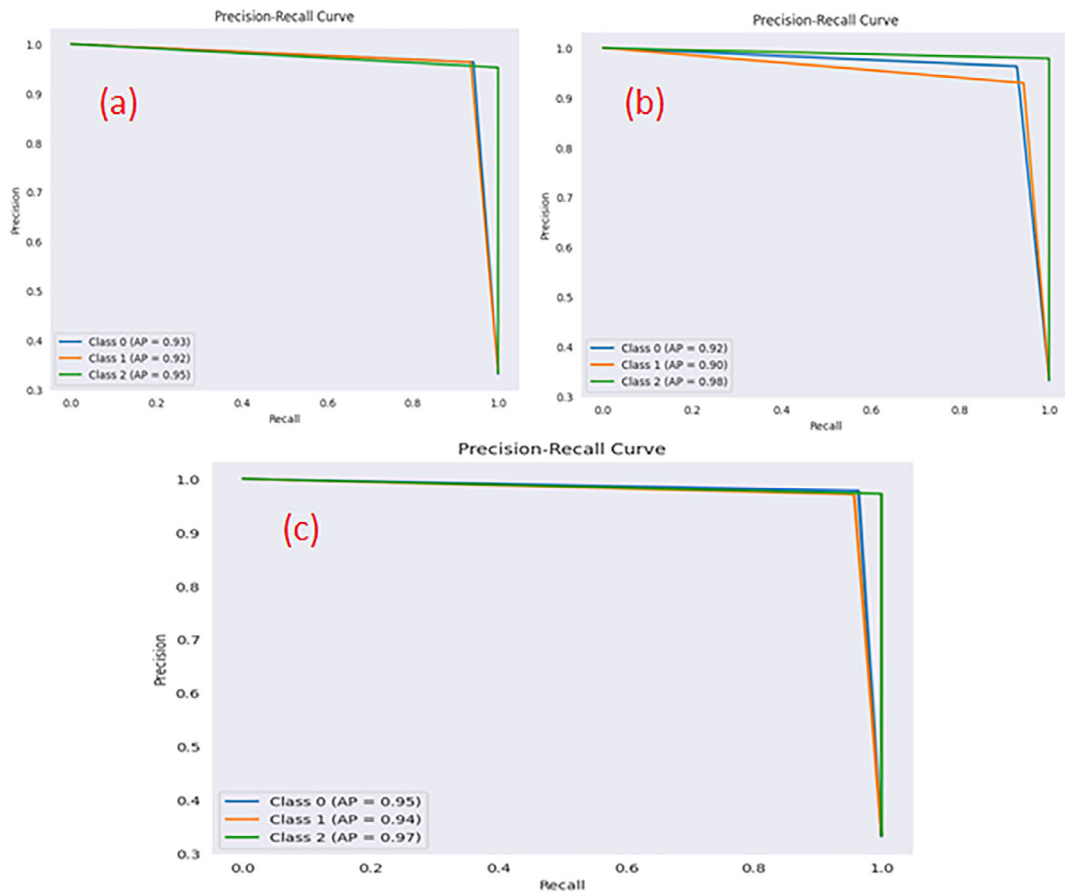 Precision-Recall Curve
(a)
1.0
0.9
0.8
0.7
0.6
0.5
0.4
0.3
Precision
Class 0 (AP = 0.93)
Class 1 (AP = 0.92)
Class 2 (AP = 0.95)
0.0 0.2 0.4 0.6 0.8 1.0
Recall
Precision-Recall Curve
(b)
1.0
0.9
0.8
0.7
0.6
0.5
0.4
0.3
Precision
Class 0 (AP = 0.92)
Class 1 (AP = 0.90)
Class 2 (AP = 0.98)
0.0 0.2 0.4 0.6 0.8 1.0
Recall
Precision-Recall Curve
(c)
1.0
0.9
0.8
0.7
0.6
0.5
0.4
0.3
Precision
Class 0 (AP = 0.95)
Class 1 (AP = 0.94)
Class 2 (AP = 0.97)
0.0 0.2 0.4 0.6 0.8 1.0
Recall